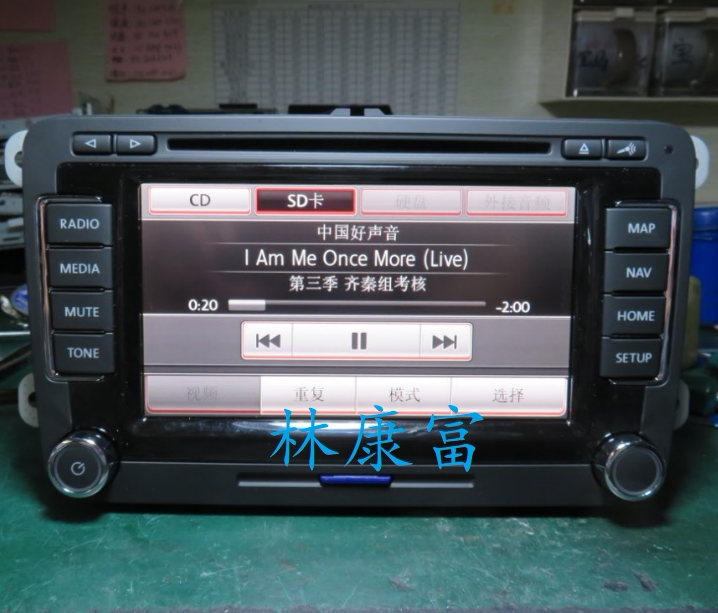 CD SD卡 硬盘 外接音频
RADIO
MEDIA
MUTE
TONE
中国好声音
I Am Me Once More (Live)
第三季 齐秦组考核
0:20 -2:00
视频 重复 模式 选择
MAP
NAV
HOME
SETUP
林康富